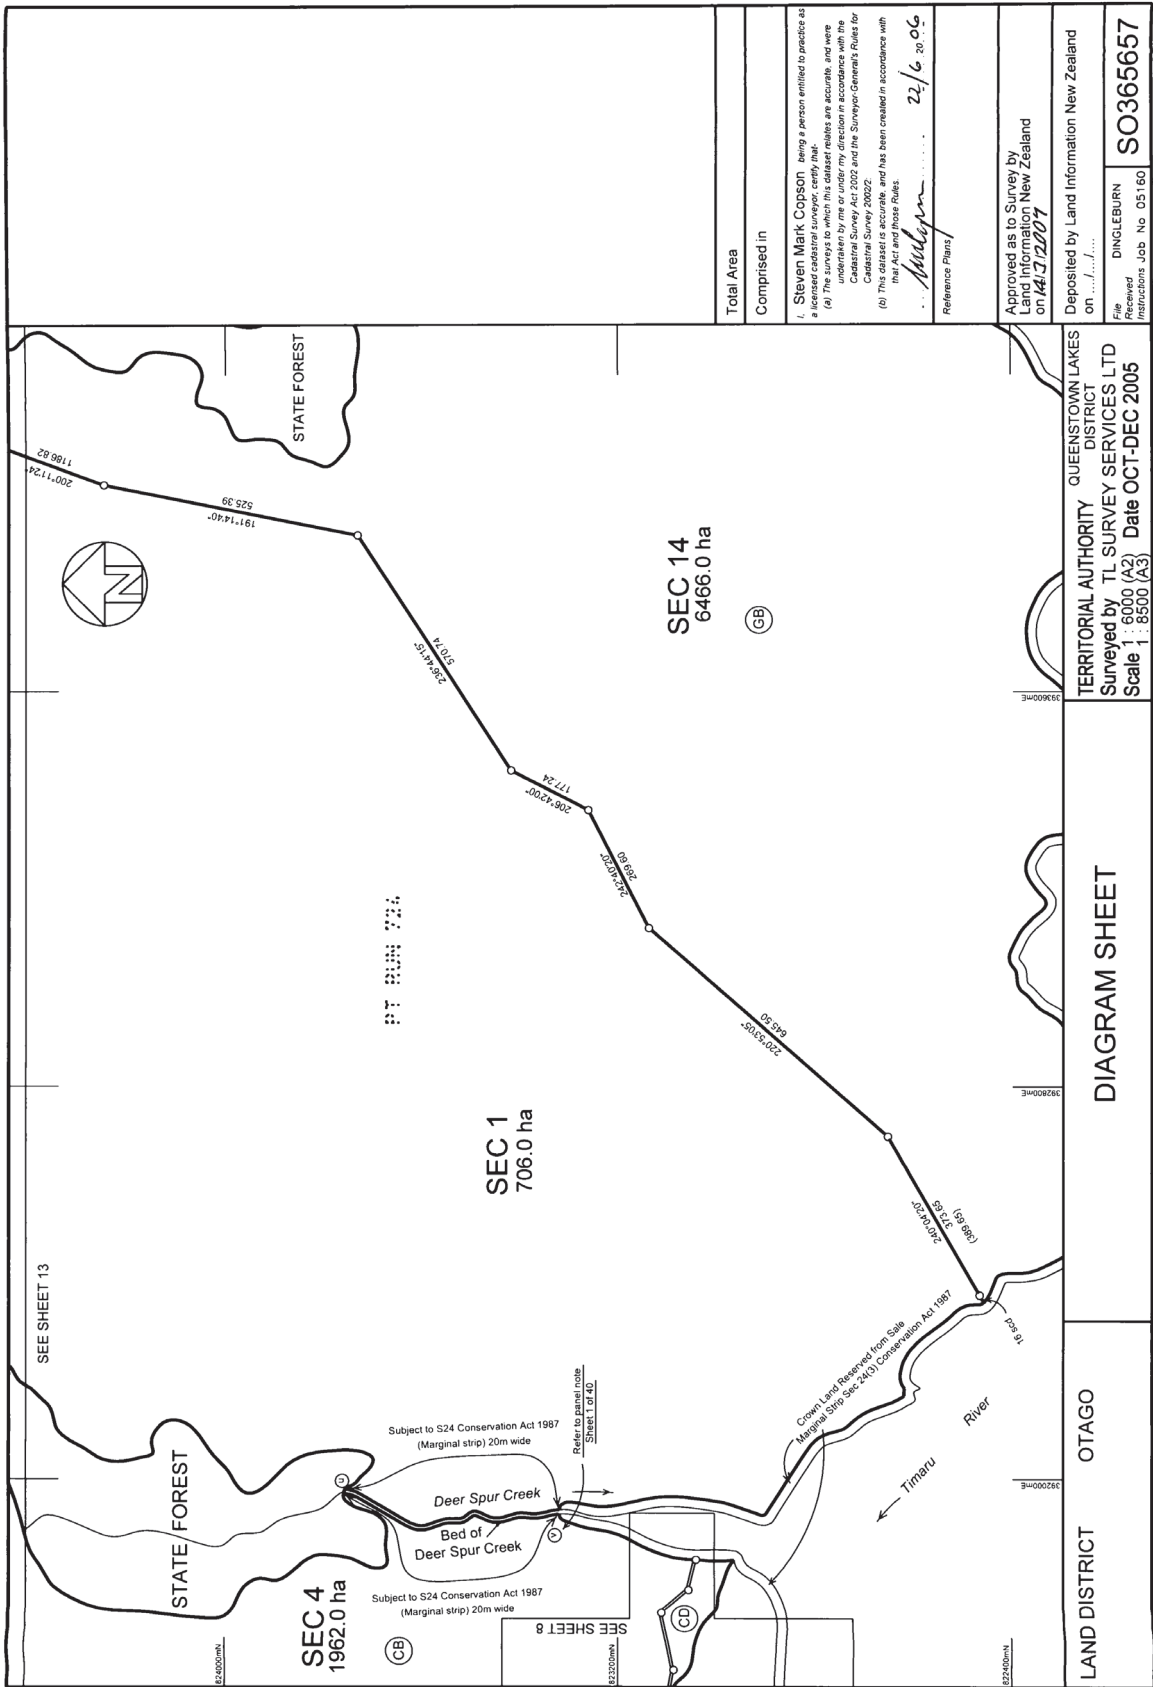 SEE SHEET 13
STATE FOREST
SEC 4
1962.0 ha
CB
824000mN
U
Subject to S24 Conservation Act 1987
(Marginal strip) 20m wide
Deer Spur Creek
Bed of
Deer Spur Creek
Subject to S24 Conservation Act 1987
(Marginal strip) 20m wide
V
Refer to panel note
Sheet 1 of 40
SEE SHEET 8
823200mN
CD
822400mN
Crown Land Reserved from Sale
Marginal Strip Sec 24(3) Conservation Act 1987
Timaru
River
16 scd
392000mE
392800mE
393600mE
SEC 1
706.0 ha
PT RUN 724
N
200°11'24"
1186.82
191°14'40"
525.39
236°44'15"
570.74
206°42'00"
177.24
242°40'20"
269.60
220°53'05"
645.50
240°04'20"
373.65
(389.65)
STATE FOREST
SEC 14
6466.0 ha
GB
Total Area
Comprised in
I, Steven Mark Copson being a person entitled to practice as
a licensed cadastral surveyor, certify that-
(a) The surveys to which this dataset relates are accurate, and were
undertaken by me or under my direction in accordance with the
Cadastral Survey Act 2002 and the Surveyor-General's Rules for
Cadastral Survey 2002/2:
(b) This dataset is accurate, and has been created in accordance with
that Act and those Rules.
22/6 2006
Reference Plans
Approved as to Survey by
Land Information New Zealand
on 14/3/2007
Deposited by Land Information New Zealand
on ..../..../....
File DINGLEBURN
Received
Instructions Job No 05160
SO365657
LAND DISTRICT OTAGO
DIAGRAM SHEET
TERRITORIAL AUTHORITY QUEENSTOWN LAKES
DISTRICT
Surveyed by TL SURVEY SERVICES LTD
Scale 1 : 6000 (A2) Date OCT-DEC 2005
1 : 8500 (A3)